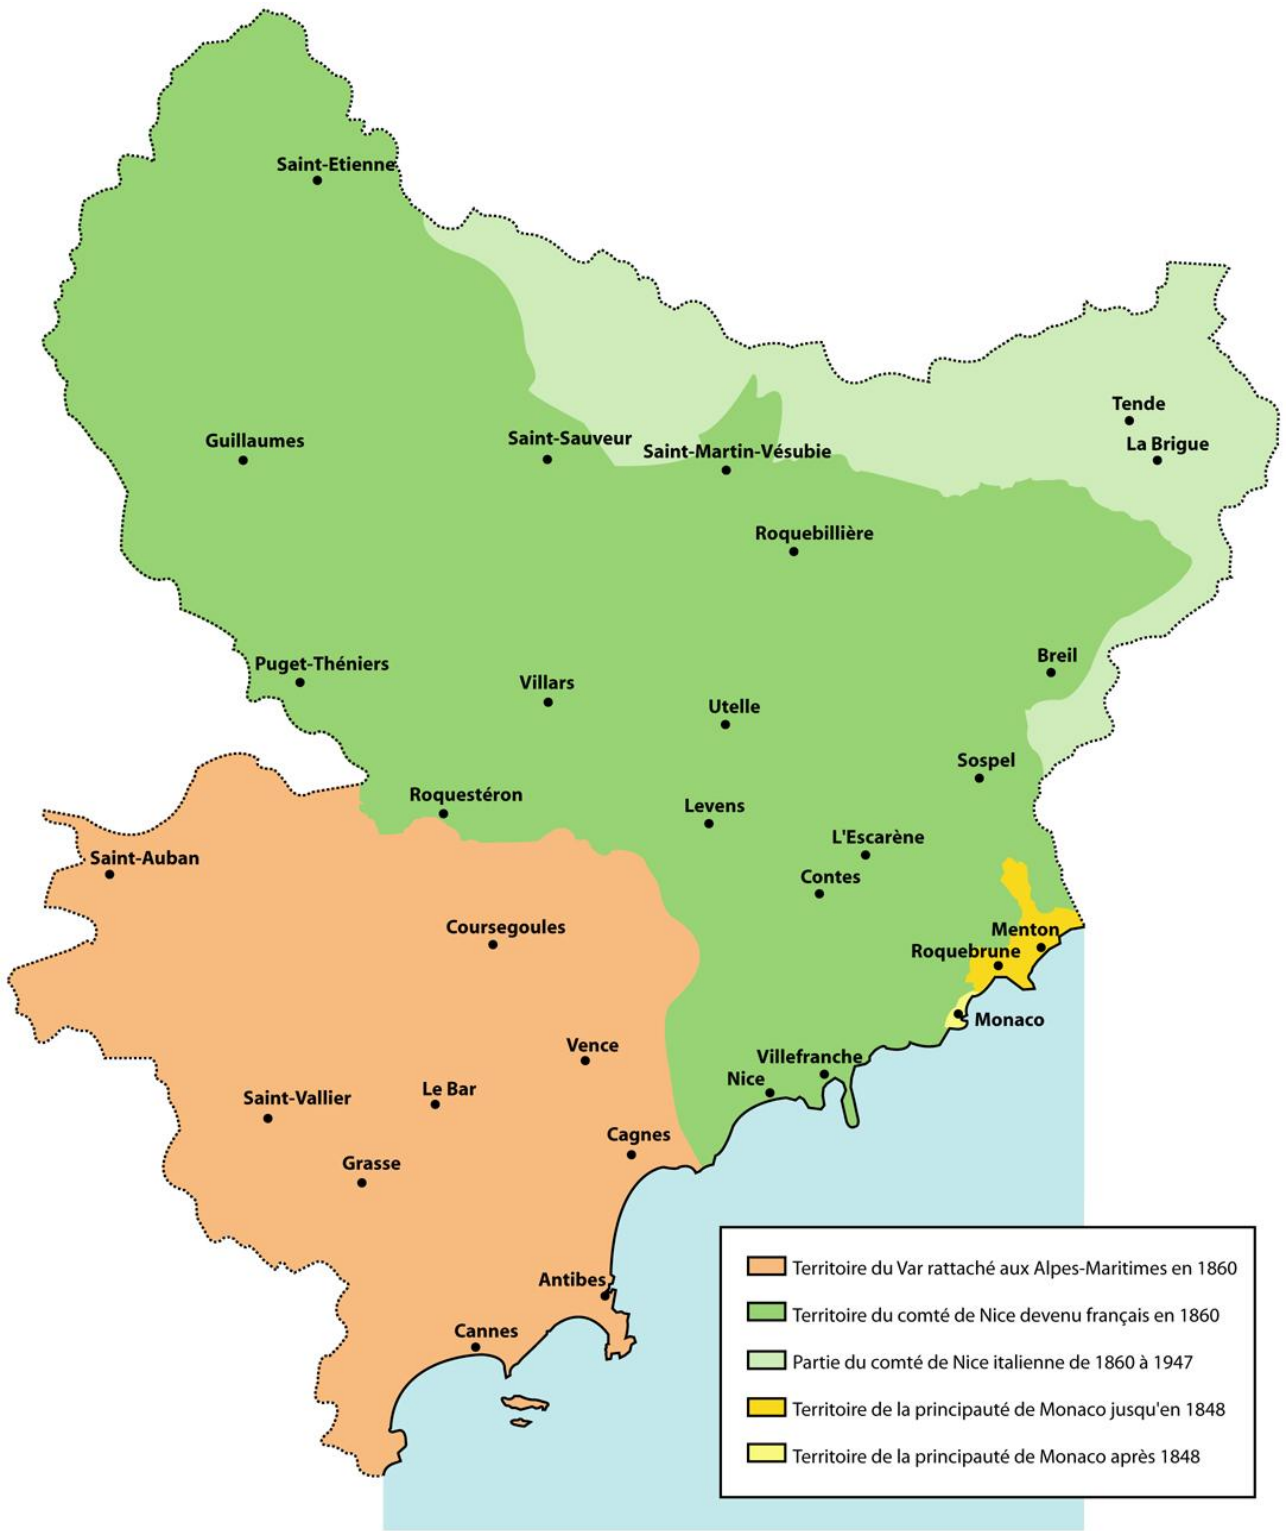 Saint-Etienne
Tende
Guillaumes
Saint-Sauveur
La Brigue
Saint-Martin-Vésubie
Roquebillière
Breil
Puget-Théniers
Villars
Utelle
Sospel
Roquestéron
Levens
L'Escarène
Saint-Auban
Contes
Coursegoules
Menton
Roquebrune
Monaco
Vence
Villefranche
Nice
Le Bar
Saint-Vallier
Cagnes
Grasse
Antibes
Cannes
Territoire du Var rattaché aux Alpes-Maritimes en 1860
Territoire du comté de Nice devenu français en 1860
Partie du comté de Nice italienne de 1860 à 1947
Territoire de la principauté de Monaco jusqu'en 1848
Territoire de la principauté de Monaco après 1848